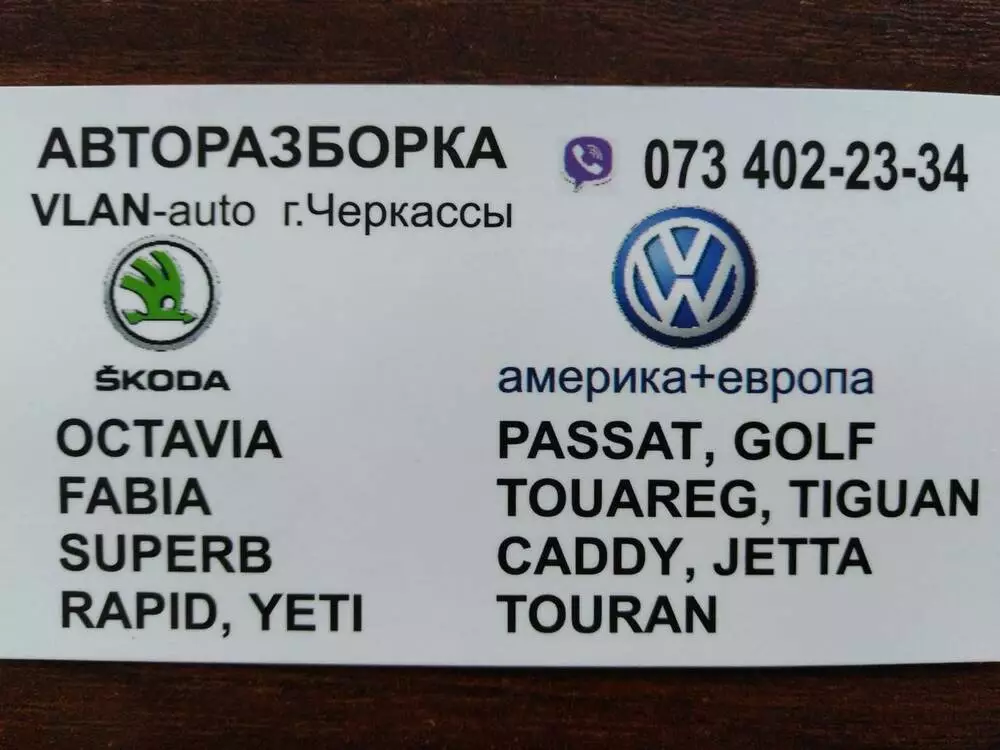 АВТОРАЗБОРКА
073 402-23-34
VLAN-auto г.Черкассы
ŠKODA
америка+европа
OCTAVIA
FABIA
SUPERB
RAPID, YETI
PASSAT, GOLF
TOUAREG, TIGUAN
CADDY, JETTA
TOURAN